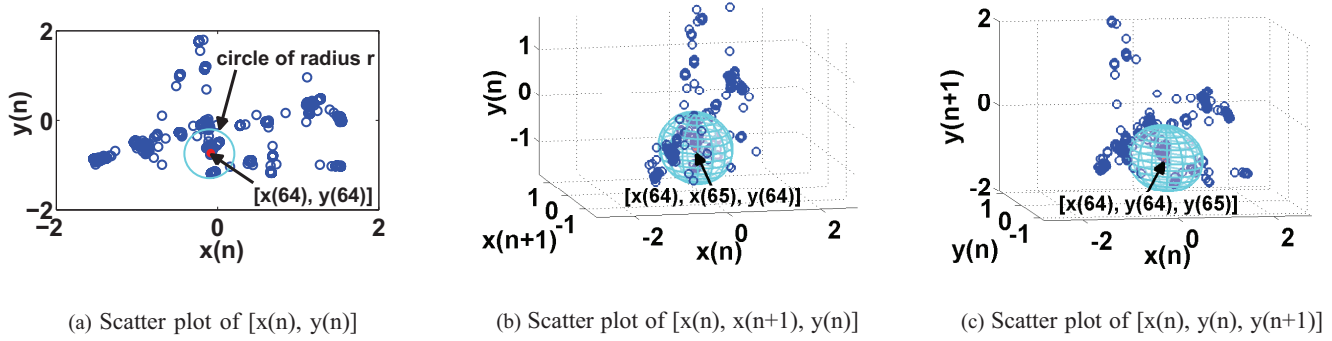 2
0
−2
−2
0
2
y(n)
x(n)
circle of radius r
[x(64), y(64)]
(a) Scatter plot of [x(n), y(n)]
1
0
-1
1
0
-1
-2
0
2
y(n)
x(n+1)
x(n)
[x(64), x(65), y(64)]
(b) Scatter plot of [x(n), x(n+1), y(n)]
2
0
-2
1
0
-1
-2
0
2
y(n+1)
y(n)
x(n)
[x(64), y(64), y(65)]
(c) Scatter plot of [x(n), y(n), y(n+1)]